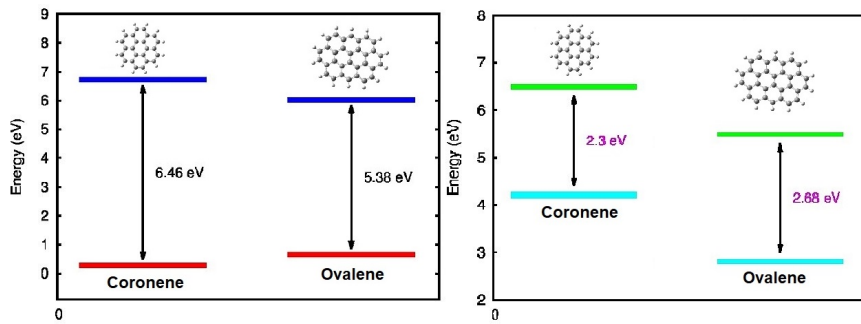 9
8
7
6
5
4
3
2
1
0
0
Energy (eV)
6.46 eV
5.38 eV
Coronene
Ovalene
8
7
6
5
4
3
2
0
Energy (eV)
2.3 eV
2.68 eV
Coronene
Ovalene